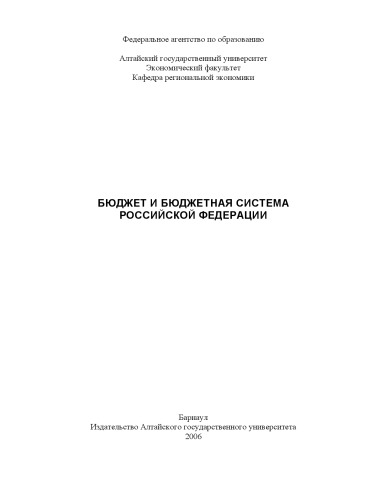 Федеральное агентство по образованию
Алтайский государственный университет
Экономический факультет
Кафедра региональной экономики
БЮДЖЕТ И БЮДЖЕТНАЯ СИСТЕМА
РОССИЙСКОЙ ФЕДЕРАЦИИ
Барнаул
Издательство Алтайского государственного университета
2006